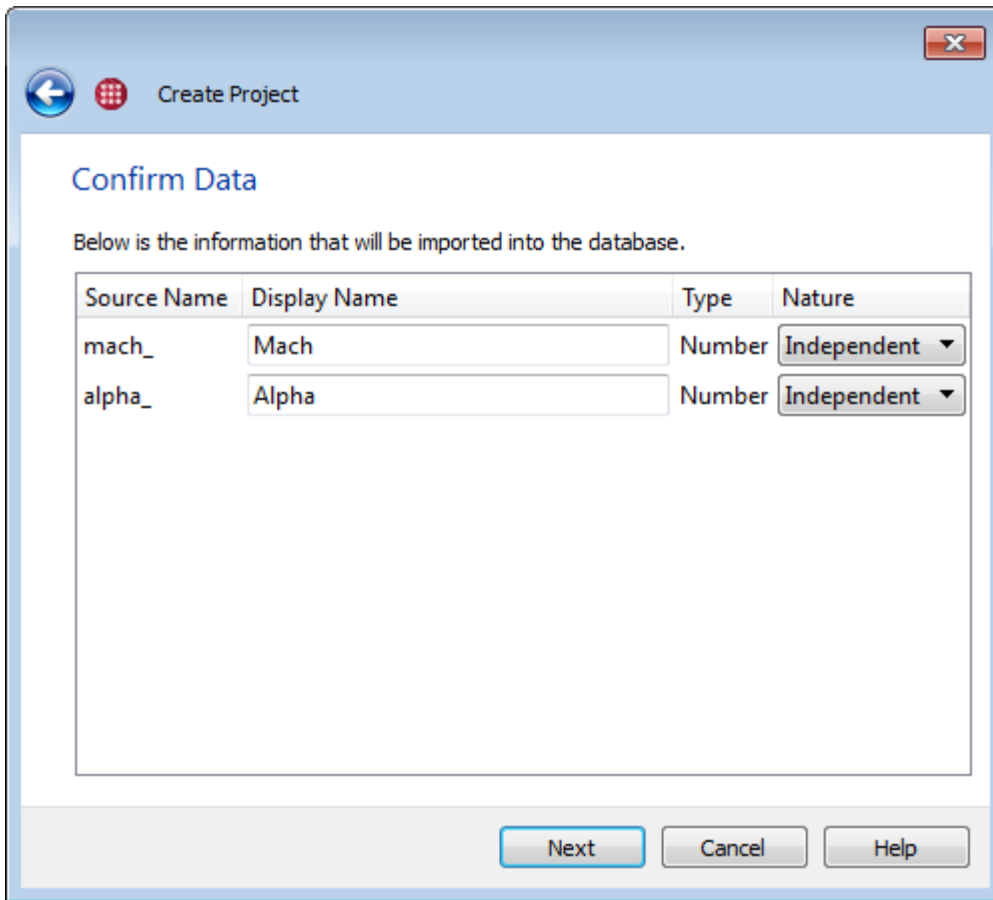 Create Project
Confirm Data
Below is the information that will be imported into the database.
Source Name Display Name Type Nature
mach_ Mach Number Independent
alpha_ Alpha Number Independent
Next Cancel Help